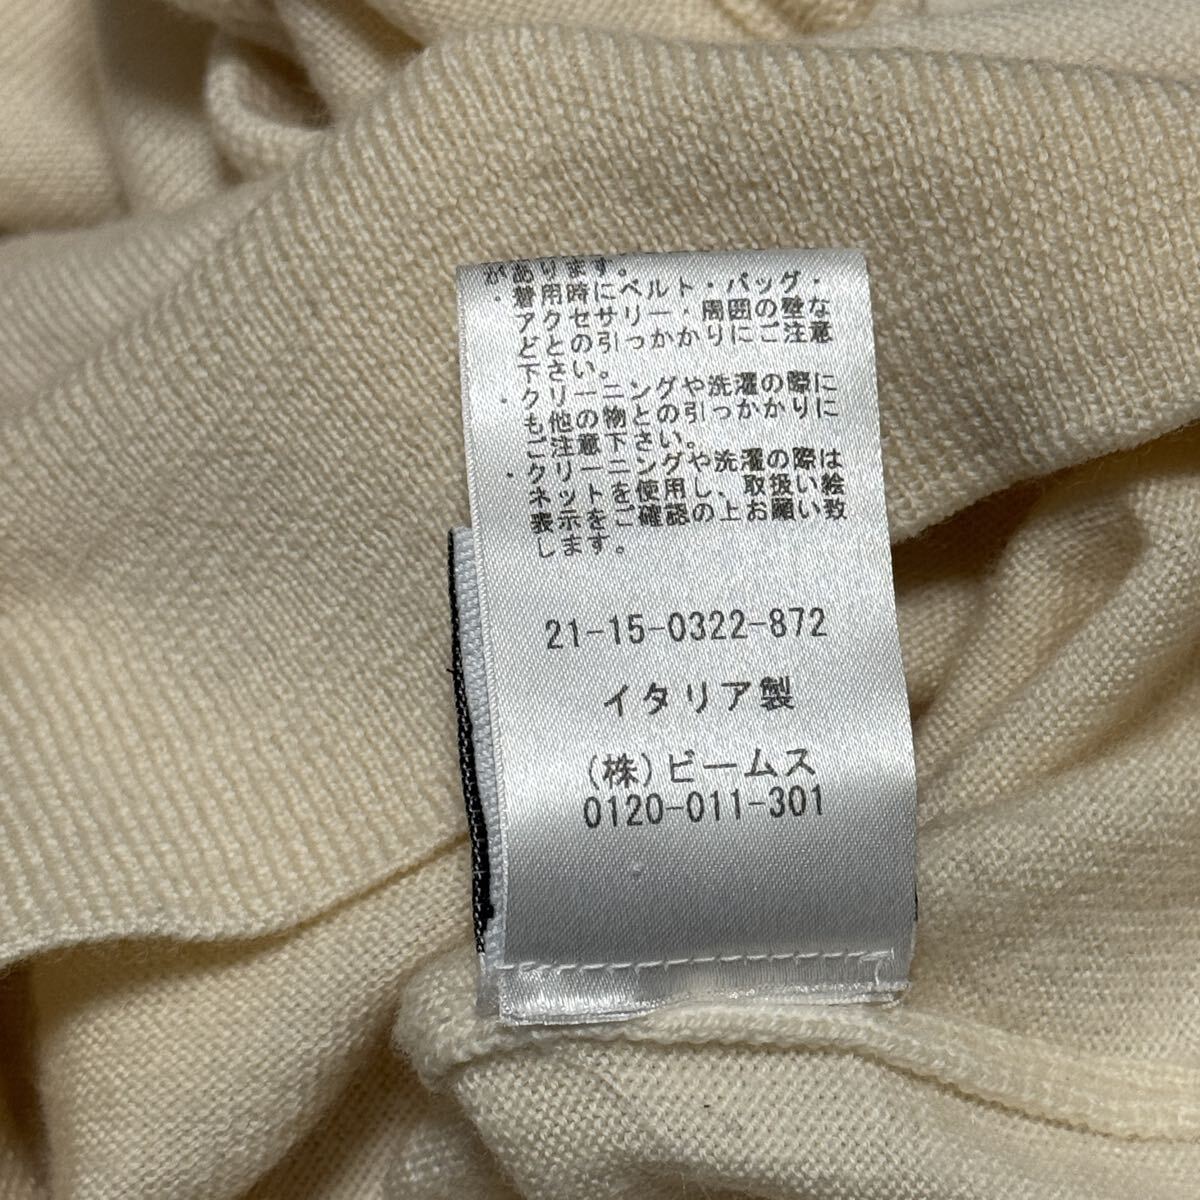 があります。
・着用時にベルト・バッグ・
アクセサリー・周囲の壁な
どとの引っかかりにご注意
下さい。
・クリーニングや洗濯の際に
も他の物との引っかかりに
ご注意下さい。
・クリーニングや洗濯の際は
ネットを使用し、取扱い絵
表示をご確認の上お願い致
します。
21-15-0322-872
イタリア製
(株)ビームス
0120-011-301